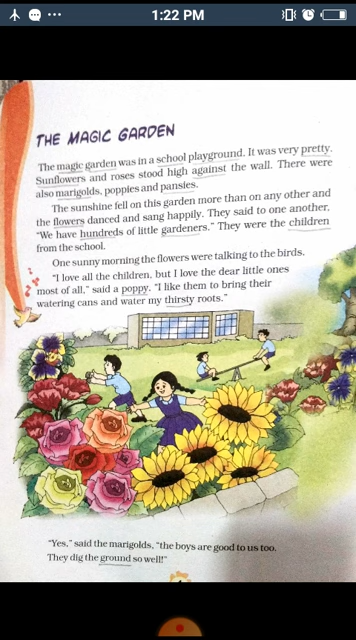 1:22 PM
THE MAGIC GARDEN
The magic garden was in a school playground. It was very pretty.
Sunflowers and roses stood high against the wall. There were
also marigolds, poppies and pansies.
The sunshine fell on this garden more than on any other and
the flowers danced and sang happily. They said to one another,
“We have hundreds of little gardeners.” They were the children
from the school.
One sunny morning the flowers were talking to the birds.
“I love all the children, but I love the dear little ones
most of all,” said a poppy. “I like them to bring their
watering cans and water my thirsty roots.”
“Yes,” said the marigolds, “the boys are good to us too.
They dig the ground so well!”